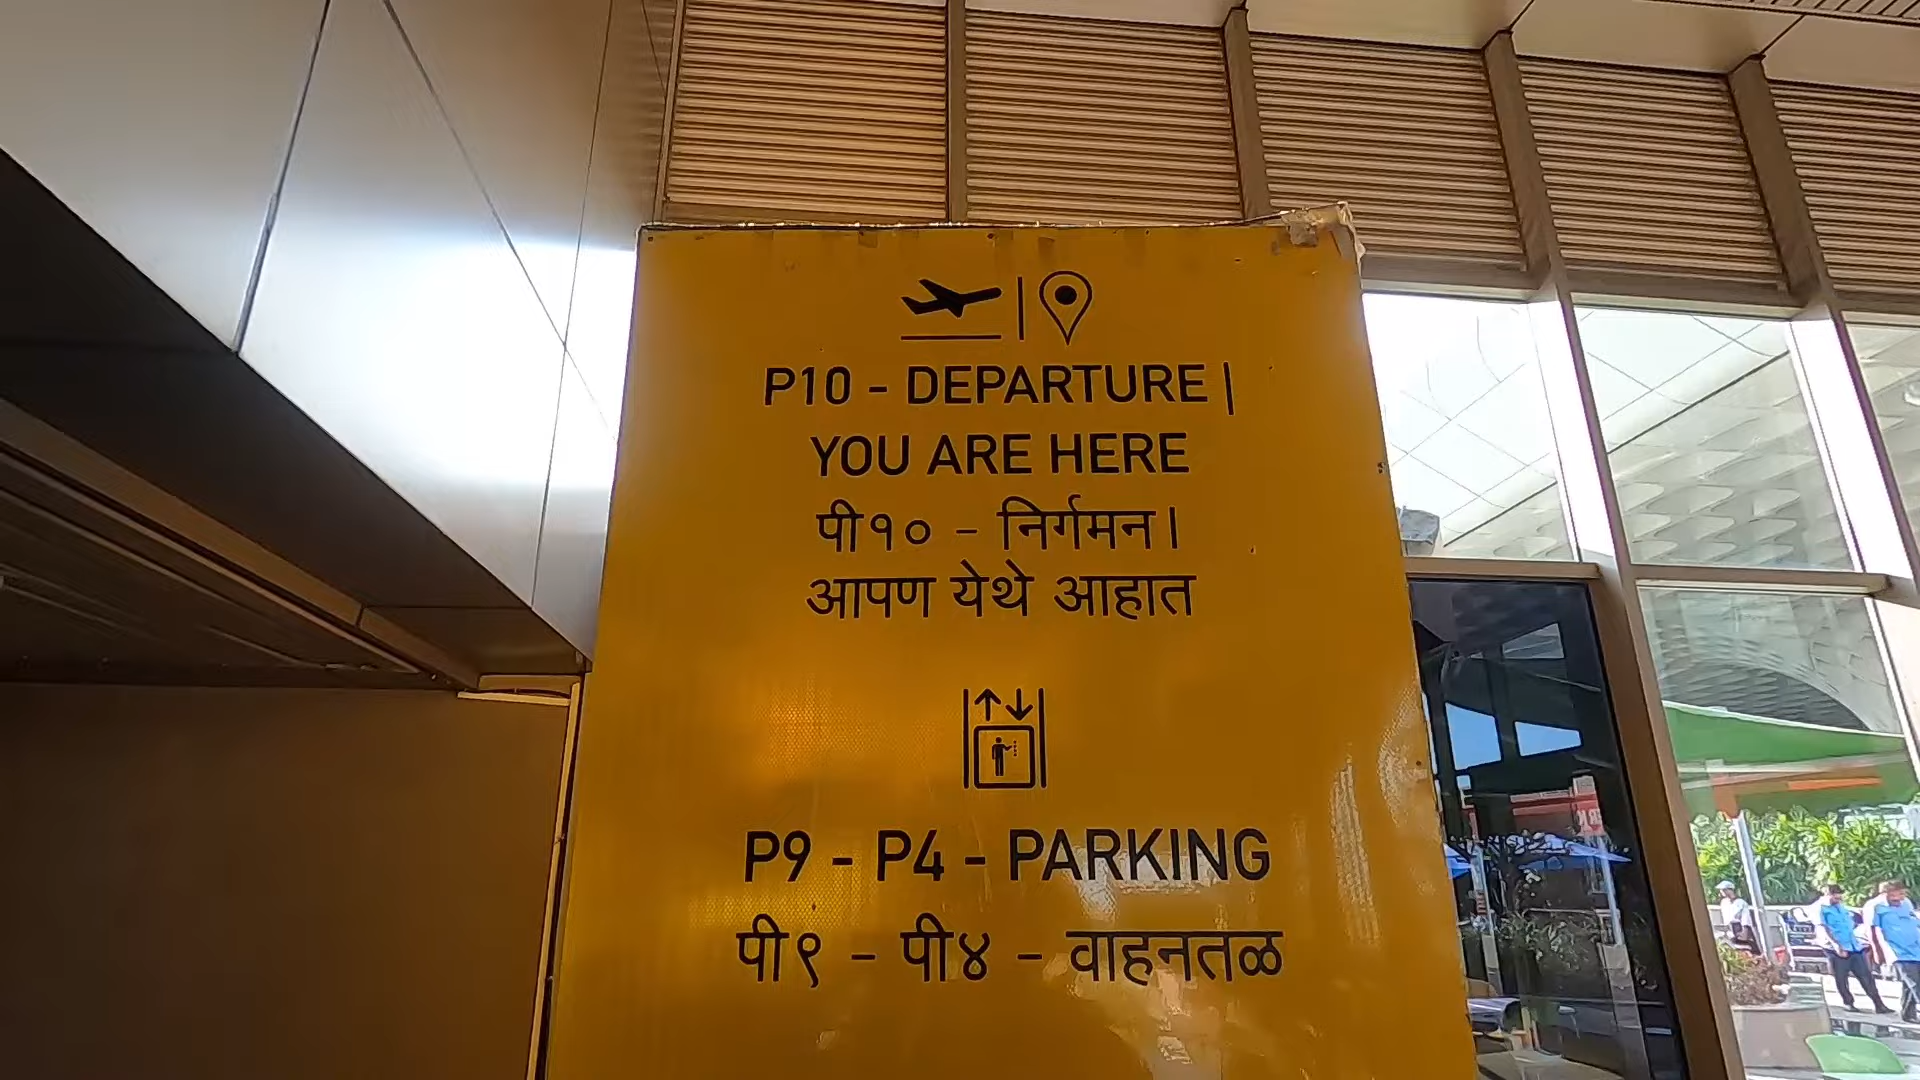 P10 - DEPARTURE |
YOU ARE HERE
पी१० - निर्गमन।
आपण येथे आहात
P9 - P4 - PARKING
पी९ - पी४ - वाहनतळ